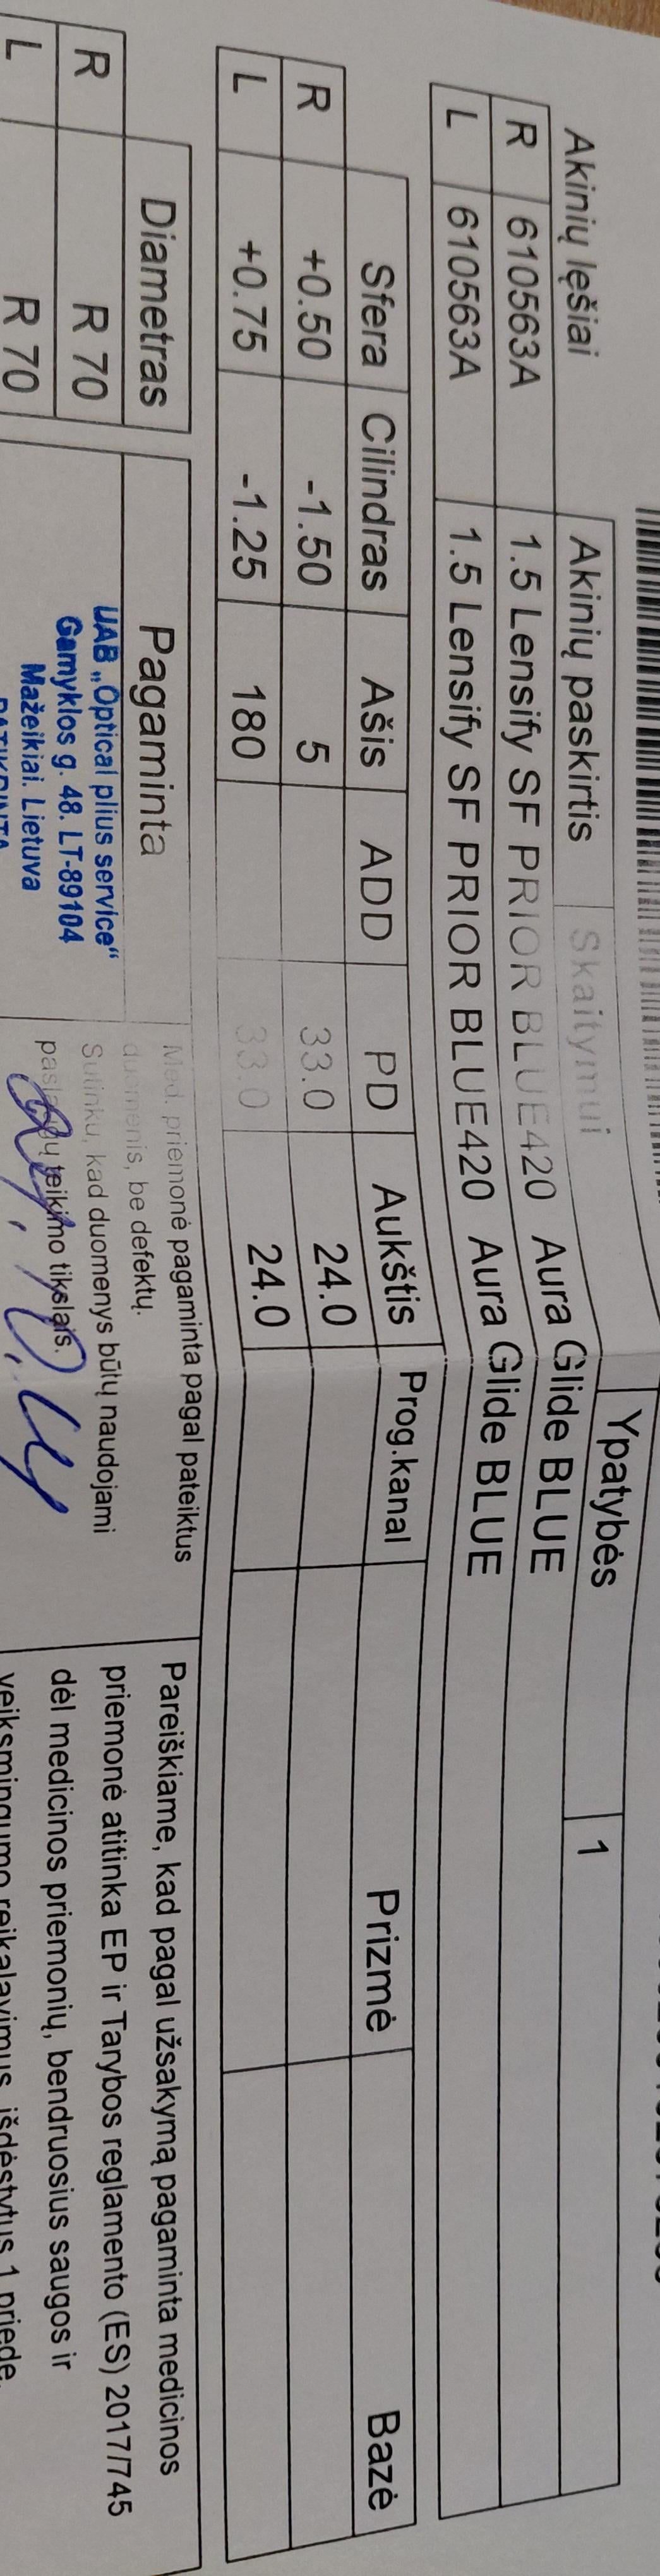 Akinių lęšiai
Akinių paskirtis Skaitymui Ypatybės 1
R 610563A 1.5 Lensify SF PRIOR BLUE420 Aura Glide BLUE
L 610563A 1.5 Lensify SF PRIOR BLUE420 Aura Glide BLUE
Sfera Cilindras Ašis ADD PD Aukštis Prog.kanal Prizmė Bazė
R +0.50 -1.50 5 33.0 24.0
L +0.75 -1.25 180 33.0 24.0
Diametras
R R 70
L R 70
Pagaminta
UAB „Optical plius service“
Gamyklos g. 48. LT-89104
Mažeikiai. Lietuva
Med. priemonė pagaminta pagal pateiktus
duomenis, be defektų.
Sutinku, kad duomenys būtų naudojami
paslaugų teikimo tikslais.
Pareiškiame, kad pagal užsakymą pagaminta medicinos
priemonė atitinka EP ir Tarybos reglamento (ES) 2017/745
dėl medicinos priemonių, bendruosius saugos ir
veiksmingumo reikalavimus, išdėstytus 1 priede.